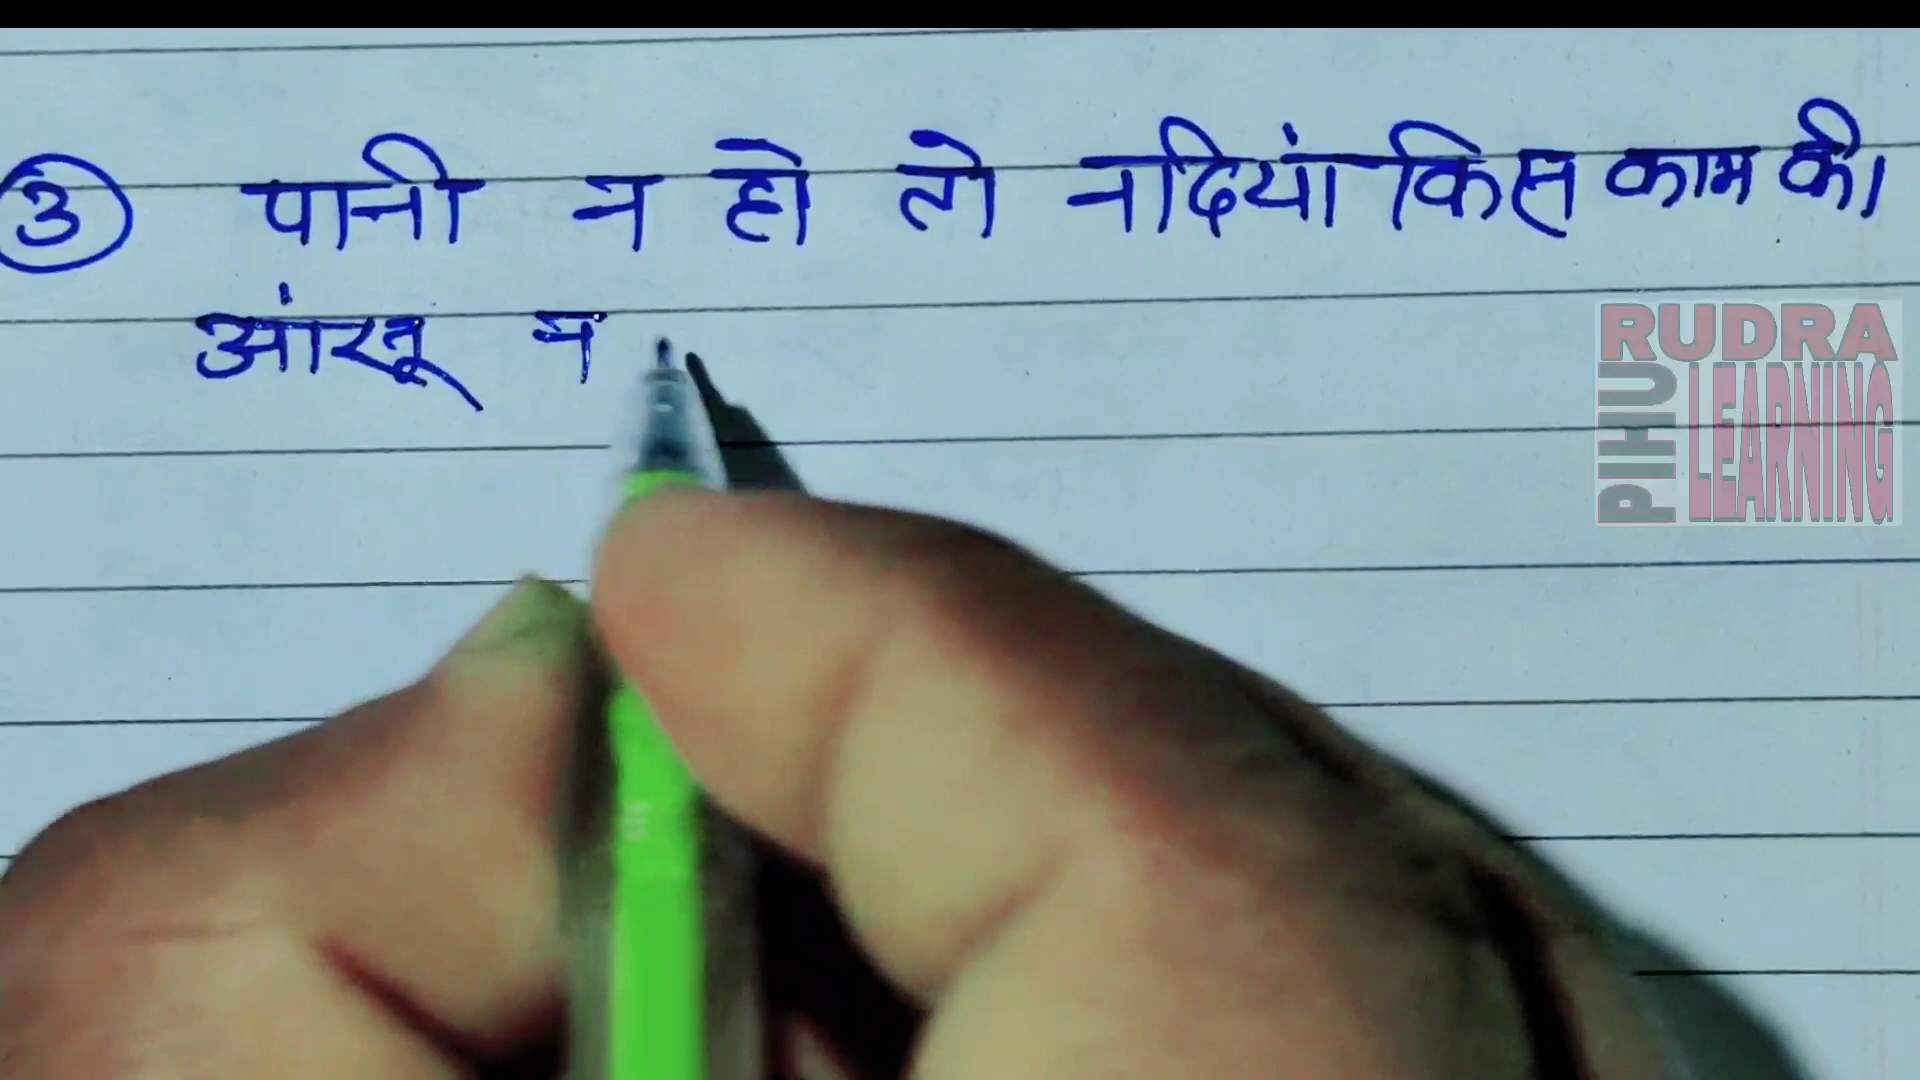 ③ पानी न हो तो नदियां किस काम की।
आंसू न
RUDRA
PIHU
LEARNING